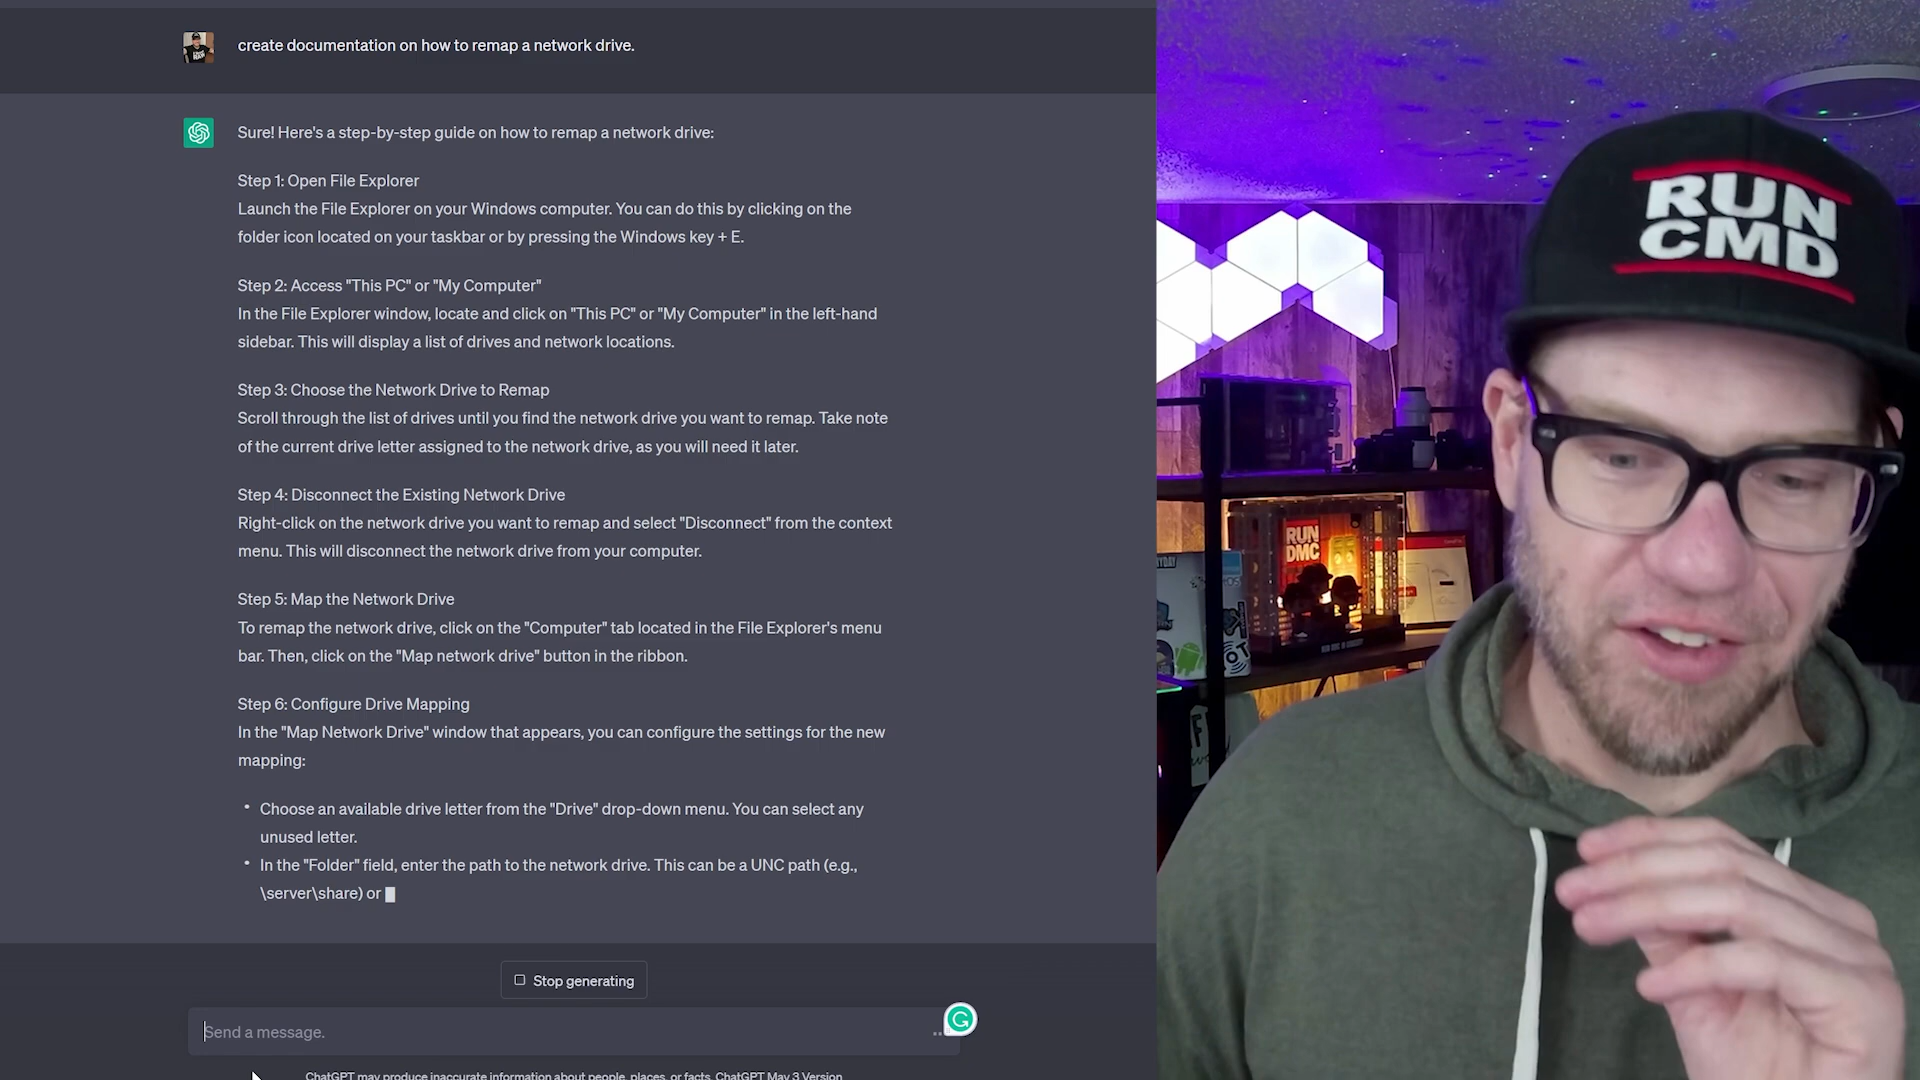 create documentation on how to remap a network drive.
Sure! Here's a step-by-step guide on how to remap a network drive:
Step 1: Open File Explorer
Launch the File Explorer on your Windows computer. You can do this by clicking on the
folder icon located on your taskbar or by pressing the Windows key + E.
Step 2: Access "This PC" or "My Computer"
In the File Explorer window, locate and click on "This PC" or "My Computer" in the left-hand
sidebar. This will display a list of drives and network locations.
Step 3: Choose the Network Drive to Remap
Scroll through the list of drives until you find the network drive you want to remap. Take note
of the current drive letter assigned to the network drive, as you will need it later.
Step 4: Disconnect the Existing Network Drive
Right-click on the network drive you want to remap and select "Disconnect" from the context
menu. This will disconnect the network drive from your computer.
Step 5: Map the Network Drive
To remap the network drive, click on the "Computer" tab located in the File Explorer's menu
bar. Then, click on the "Map network drive" button in the ribbon.
Step 6: Configure Drive Mapping
In the "Map Network Drive" window that appears, you can configure the settings for the new
mapping:
• Choose an available drive letter from the "Drive" drop-down menu. You can select any
unused letter.
• In the "Folder" field, enter the path to the network drive. This can be a UNC path (e.g.,
\server\share) or
Stop generating
Send a message.
ChatGPT may produce inaccurate information about people, places, or facts. ChatGPT May 3 Version
RUN
CMD
RUN
DMC